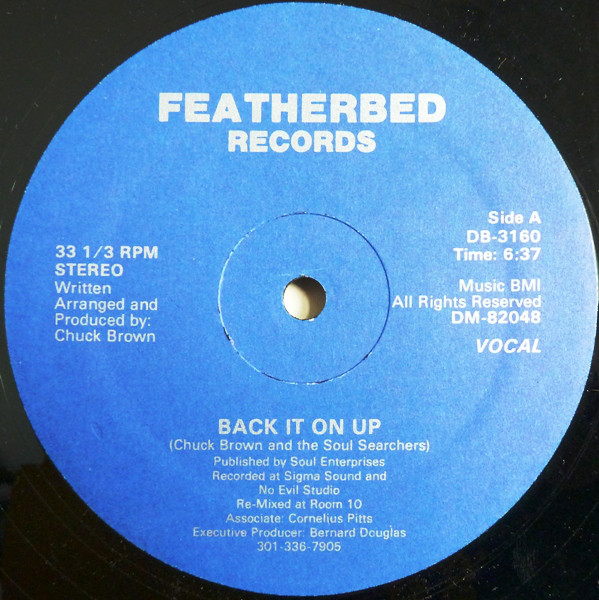 FEATHERBED
RECORDS
33 1/3 RPM
STEREO
Written
Arranged and
Produced by:
Chuck Brown
Side A
DB-3160
Time: 6:37
Music BMI
All Rights Reserved
DM-82048
VOCAL
BACK IT ON UP
(Chuck Brown and the Soul Searchers)
Published by Soul Enterprises
Recorded at Sigma Sound and
No Evil Studio
Re-Mixed at Room 10
Associate: Cornelius Pitts
Executive Producer: Bernard Douglas
301-336-7905